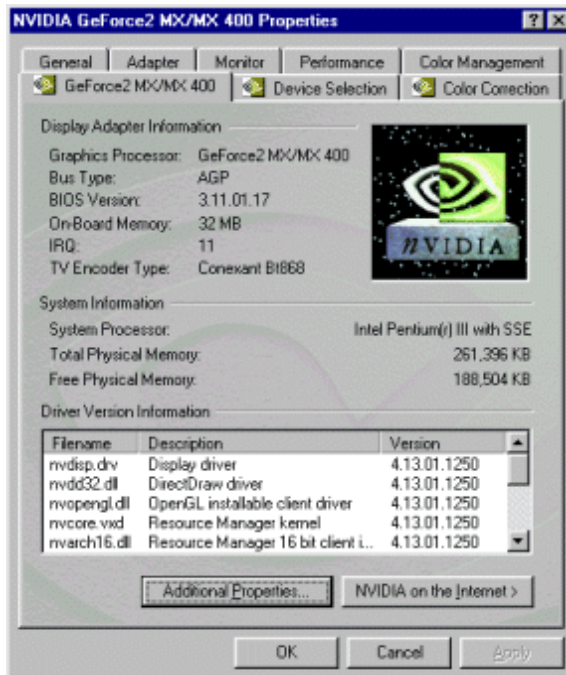 NVIDIA GeForce2 MX/MX 400 Properties
General Adapter Monitor Performance Color Management
GeForce2 MX/MX 400 Device Selection Color Correction
Display Adapter Information
Graphics Processor: GeForce2 MX/MX 400
Bus Type: AGP
BIOS Version: 3.11.01.17
On-Board Memory: 32 MB
IRQ: 11
TV Encoder Type: Conexant Bt868
nVIDIA
System Information
System Processor: Intel Pentium(r) III with SSE
Total Physical Memory: 261,396 KB
Free Physical Memory: 188,504 KB
Driver Version Information
Filename Description Version
nvdisp.drv Display driver 4.13.01.1250
nvdd32.dll DirectDraw driver 4.13.01.1250
nvopengl.dll OpenGL installable client driver 4.13.01.1250
nvcore.vxd Resource Manager kernel 4.13.01.1250
nvarch16.dll Resource Manager 16 bit client i... 4.13.01.1250
Additional Properties... NVIDIA on the Internet >
OK Cancel Apply